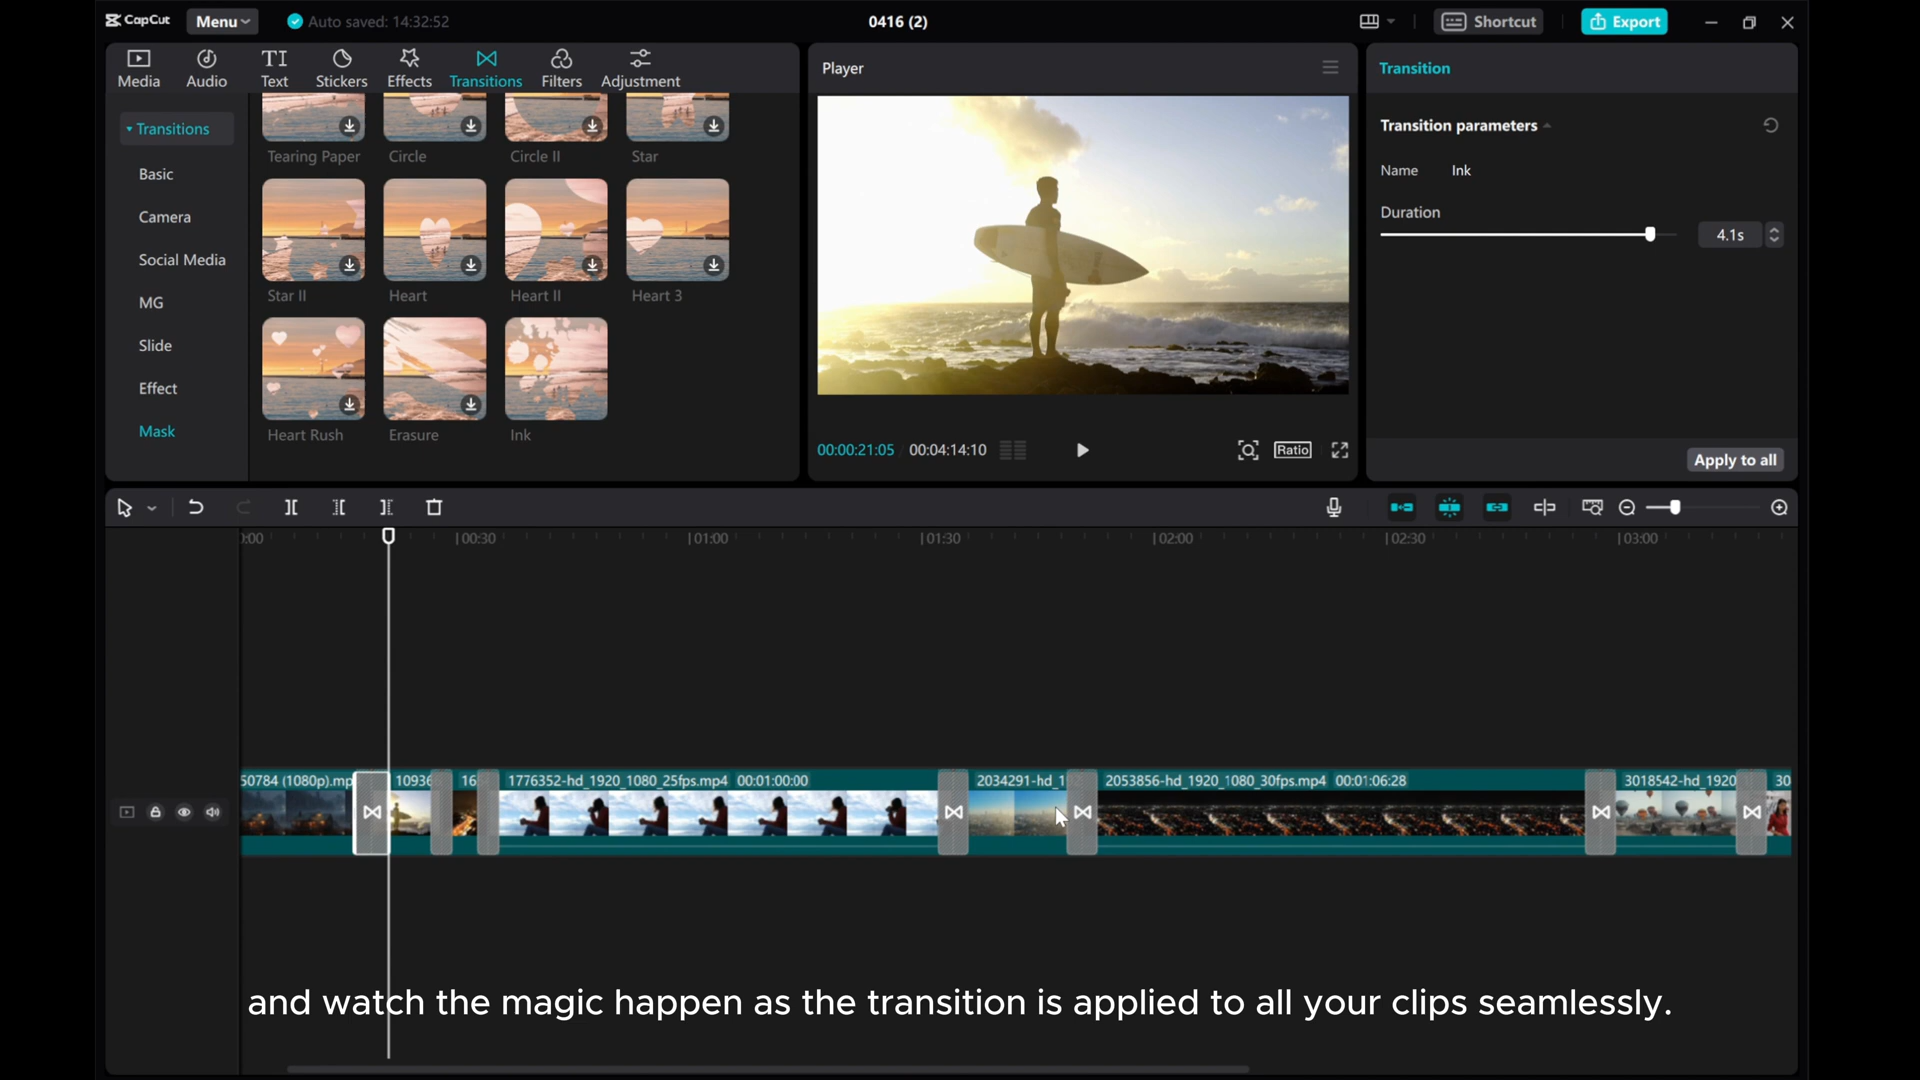 CapCut
Menu
Auto saved: 14:32:52
0416 (2)
Shortcut
Export
Media
Audio
Text
Stickers
Effects
Transitions
Filters
Adjustment
Transitions
Basic
Camera
Social Media
MG
Slide
Effect
Mask
Tearing Paper
Circle
Circle II
Star
Star II
Heart
Heart II
Heart 3
Heart Rush
Erasure
Ink
Player
00:00:21:05
00:04:14:10
Ratio
Transition
Transition parameters
Name Ink
Duration
4.1s
Apply to all
0:00
00:30
01:00
01:30
02:00
02:30
03:00
50784 (1080p).mp
10936
16
1776352-hd_1920_1080_25fps.mp4 00:01:00:00
2034291-hd_1
2053856-hd_1920_1080_30fps.mp4 00:01:06:28
3018542-hd_1920
30
and watch the magic happen as the transition is applied to all your clips seamlessly.